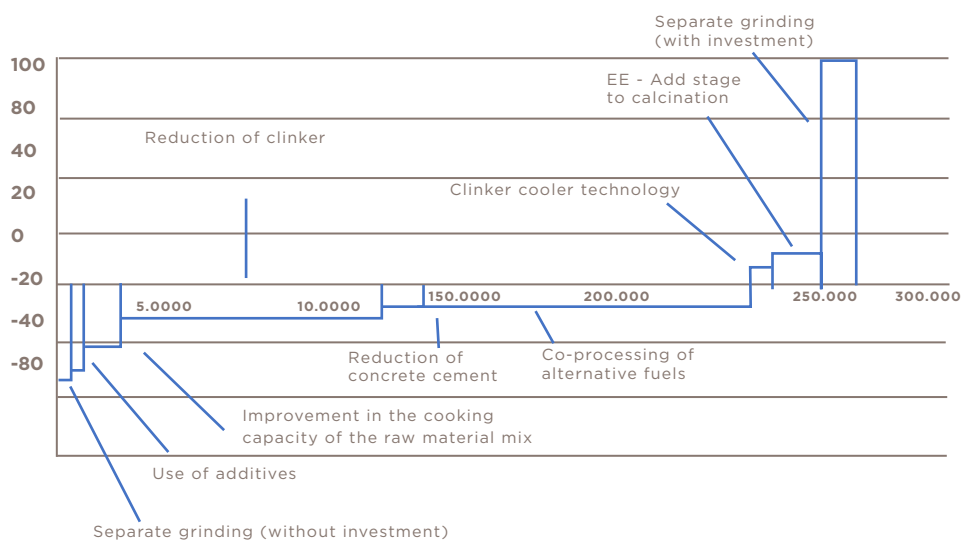 Separate grinding
(with investment)
100
EE - Add stage
to calcination
80
Reduction of clinker
40
Clinker cooler technology
20
0
-20
5.0000
10.0000
150.0000
200.000
250.000
300.000
-40
Reduction of
concrete cement
Co-processing of
alternative fuels
-80
Improvement in the cooking
capacity of the raw material mix
Use of additives
Separate grinding (without investment)